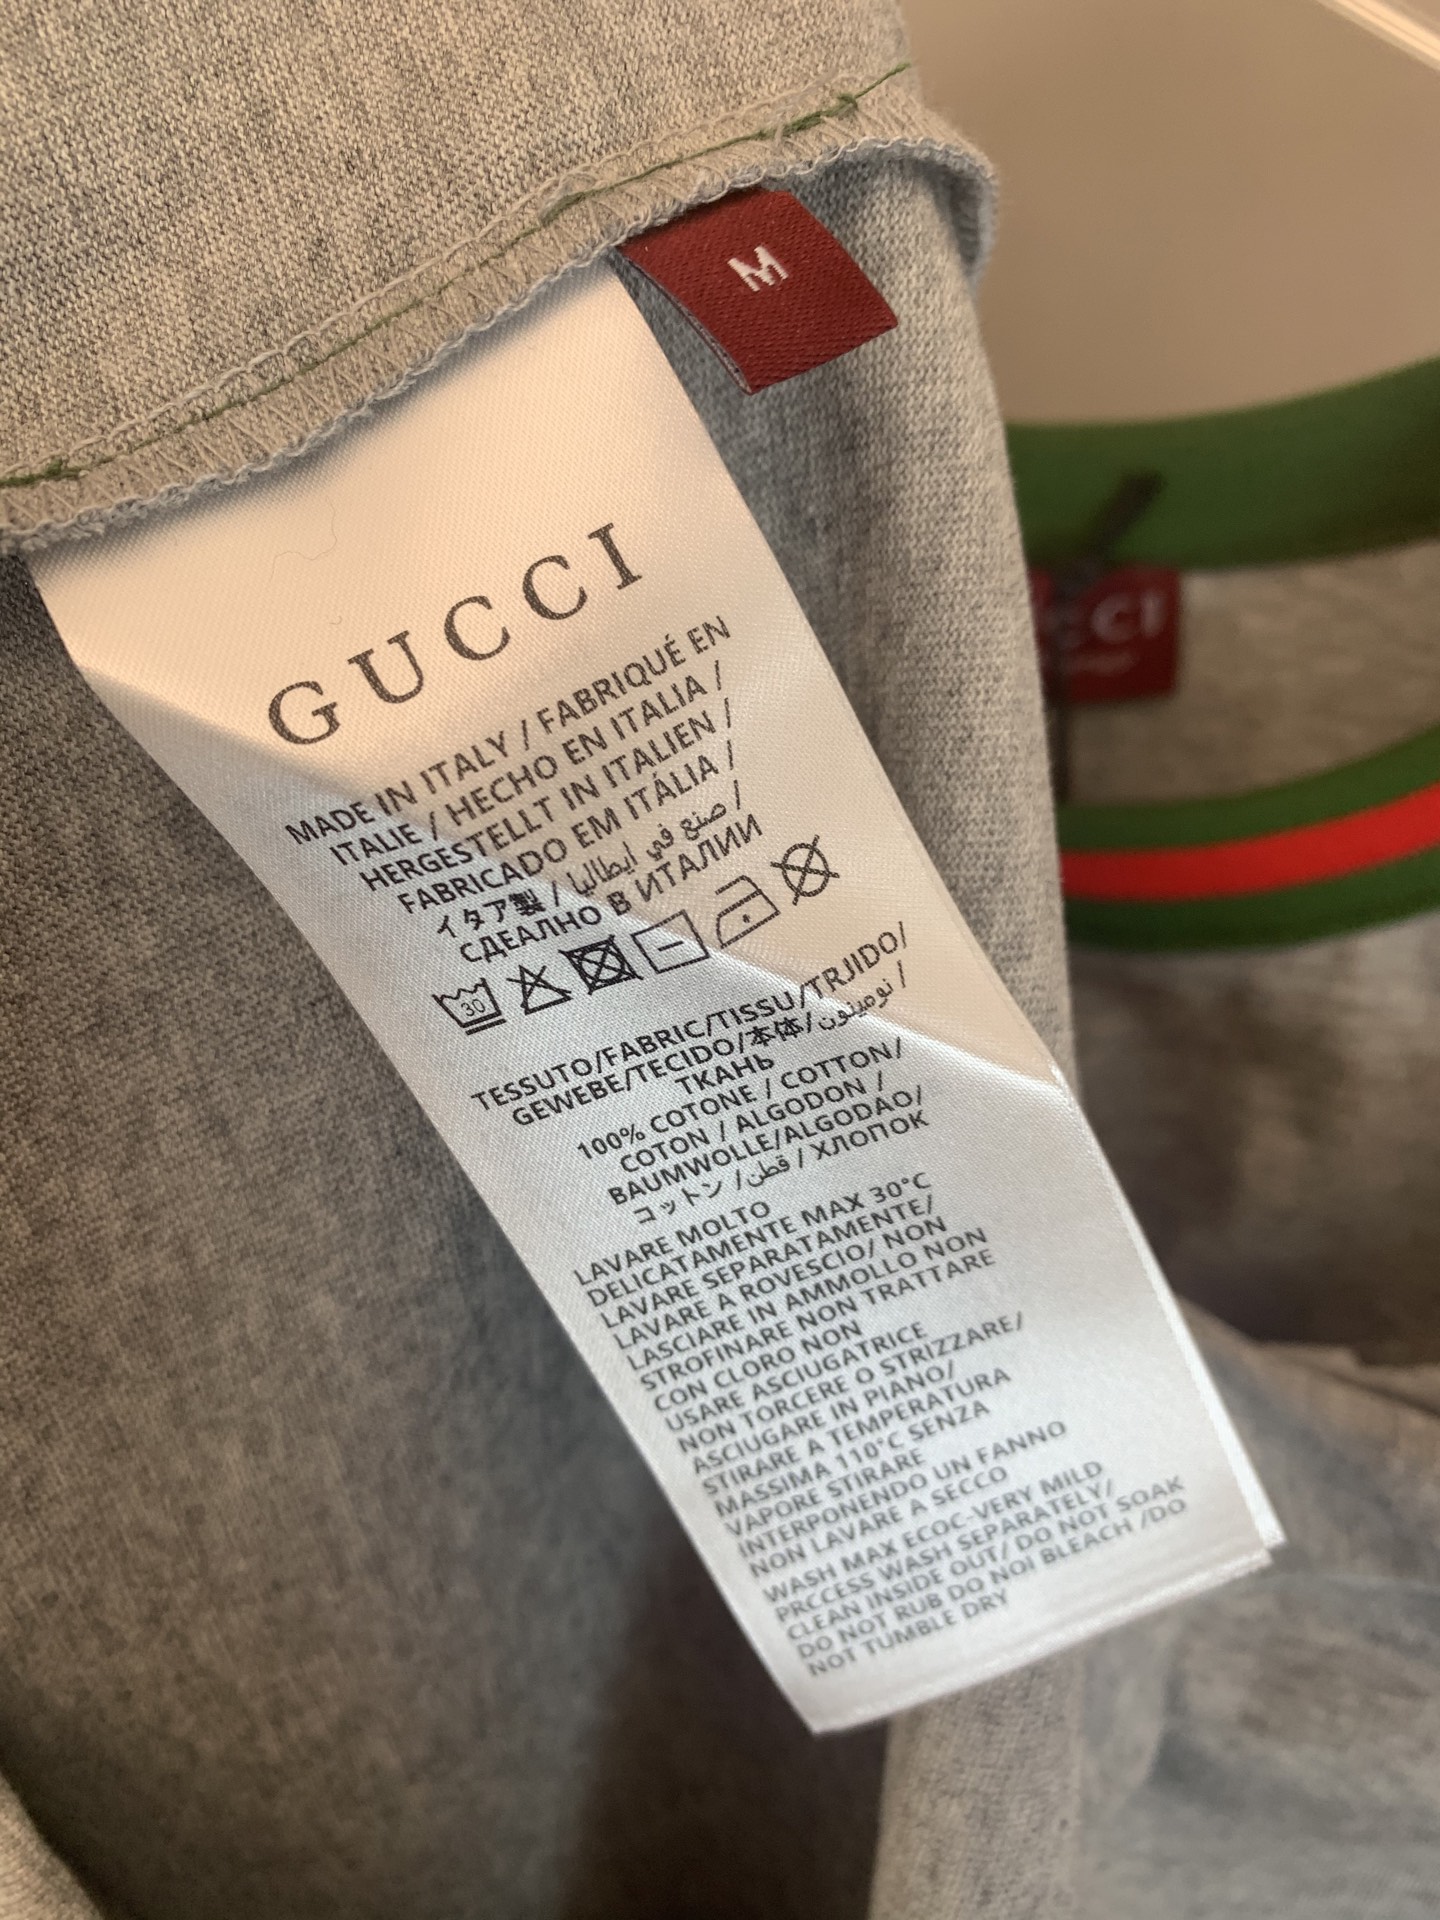 M
GUCCI
MADE IN ITALY / FABRIQUÉ EN
ITALIE / HECHO EN ITALIA /
HERGESTELLT IN ITALIEN /
FABRICADO EM ITÁLIA /
イタア製 / صنع في ايطاليا /
СДЕАЛНО В ИТАЛИИ
30
TESSUTO/FABRIC/TISSU/TRJIDO/
GEWEBE/TECIDO/本体/نومينون /
ТКАНЬ
100% COTONE / COTTON/
COTON / ALGODON /
BAUMWOLLE/ALGODAO/
コットン /قطن / ХЛОПОК
LAVARE MOLTO
DELICATAMENTE MAX 30°C
LAVARE SEPARATAMENTE/
LAVARE A ROVESCIO/ NON
LASCIARE IN AMMOLLO NON
STROFINARE NON TRATTARE
CON CLORO NON
USARE ASCIUGATRICE
NON TORCERE O STRIZZARE/
ASCIUGARE IN PIANO/
STIRARE A TEMPERATURA
MASSIMA 110°C SENZA
VAPORE STIRARE
INTERPONENDO UN FANNO
NON LAVARE A SECCO
WASH MAX ECOC-VERY MILD
PRCCESS WASH SEPARATELY/
CLEAN INSIDE OUT/ DO NOT SOAK
DO NOT RUB DO NOI BLEACH /DO
NOT TUMBLE DRY
CCI